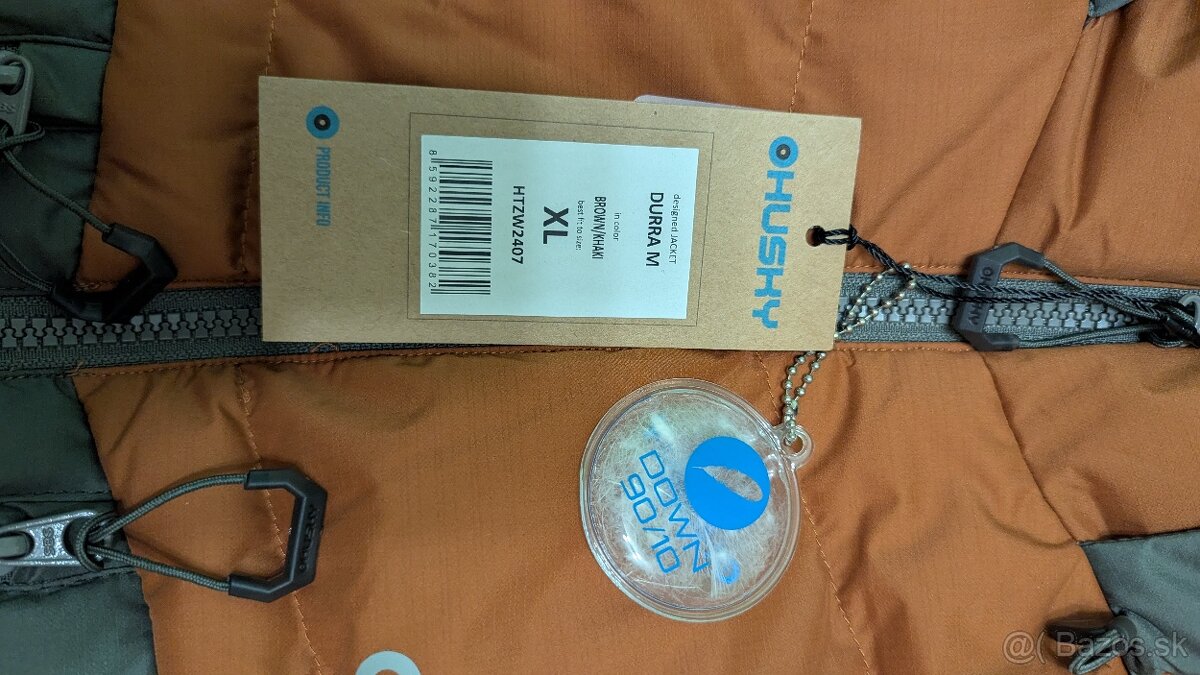 HUSKY
designed JACKET
DURRA M
in color
BROWN/KHAKI
best fit to size:
XL
HTZW2407
8592287170382
PRODUCT INFO
DOWN
90/10
HUSKY
@( Bazos.sk